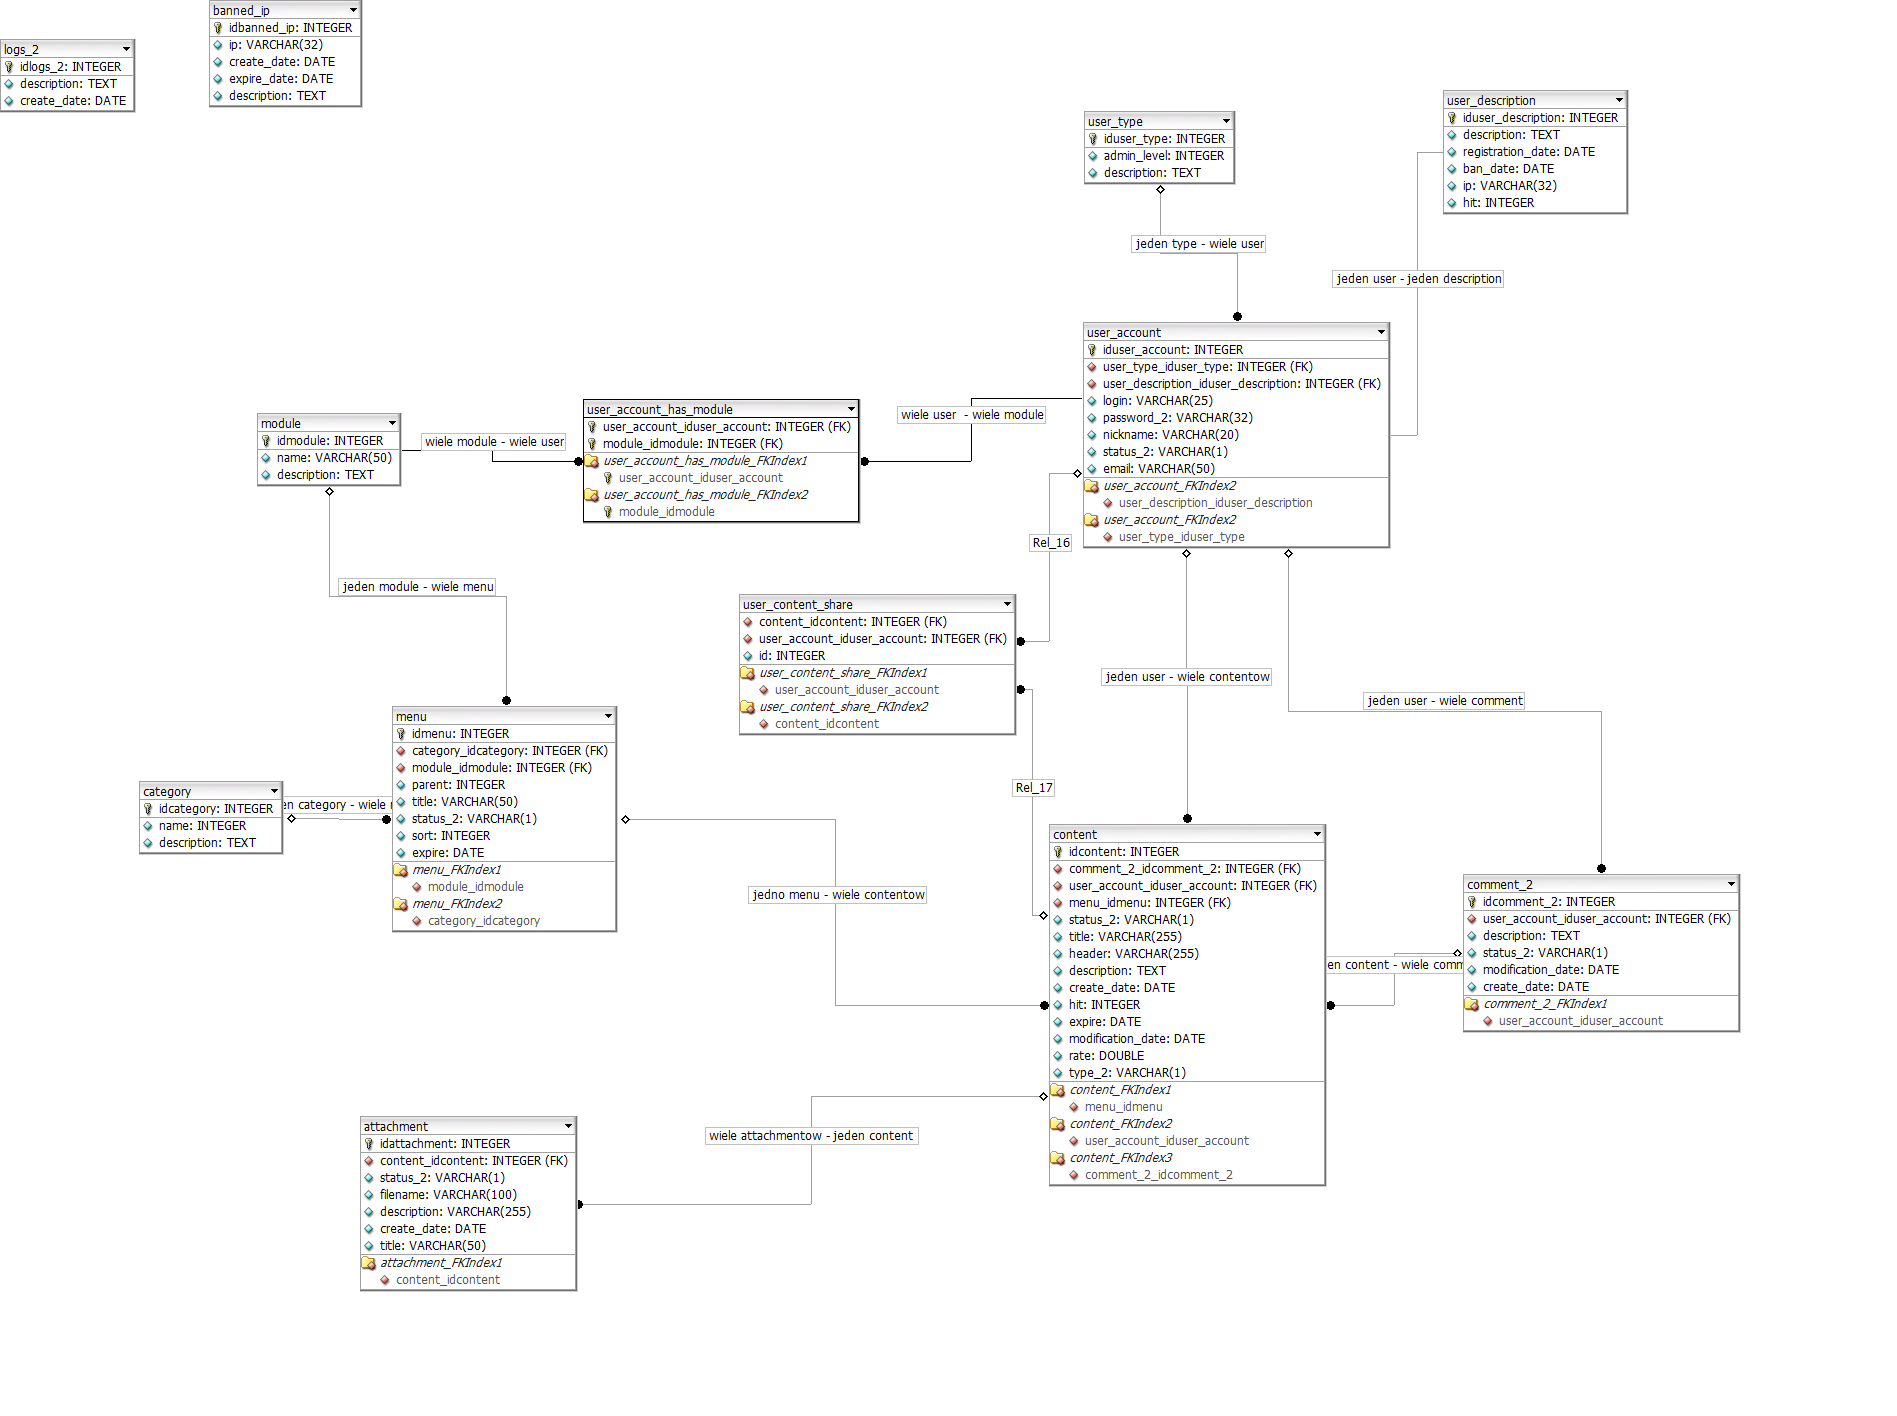 banned_ip
idbanned_ip: INTEGER
ip: VARCHAR(32)
create_date: DATE
expire_date: DATE
description: TEXT
logs_2
idlogs_2: INTEGER
description: TEXT
create_date: DATE
user_type
iduser_type: INTEGER
admin_level: INTEGER
description: TEXT
user_description
iduser_description: INTEGER
description: TEXT
registration_date: DATE
ban_date: DATE
ip: VARCHAR(32)
hit: INTEGER
jeden type - wiele user
jeden user - jeden description
user_account
iduser_account: INTEGER
user_type_iduser_type: INTEGER (FK)
user_description_iduser_description: INTEGER (FK)
login: VARCHAR(25)
password_2: VARCHAR(32)
nickname: VARCHAR(20)
status_2: VARCHAR(1)
email: VARCHAR(50)
user_account_FKIndex2
user_description_iduser_description
user_account_FKIndex2
user_type_iduser_type
module
idmodule: INTEGER
name: VARCHAR(50)
description: TEXT
wiele module - wiele user
user_account_has_module
user_account_iduser_account: INTEGER (FK)
module_idmodule: INTEGER (FK)
user_account_has_module_FKIndex1
user_account_iduser_account
user_account_has_module_FKIndex2
module_idmodule
wiele user - wiele module
Rel_16
jeden module - wiele menu
user_content_share
content_idcontent: INTEGER (FK)
user_account_iduser_account: INTEGER (FK)
id: INTEGER
user_content_share_FKIndex1
user_account_iduser_account
user_content_share_FKIndex2
content_idcontent
jeden user - wiele contentow
jeden user - wiele comment
Rel_17
menu
idmenu: INTEGER
category_idcategory: INTEGER (FK)
module_idmodule: INTEGER (FK)
parent: INTEGER
title: VARCHAR(50)
status_2: VARCHAR(1)
sort: INTEGER
expire: DATE
menu_FKIndex1
module_idmodule
menu_FKIndex2
category_idcategory
category
idcategory: INTEGER
name: INTEGER
description: TEXT
en category - wiele
jedno menu - wiele contentow
content
idcontent: INTEGER
comment_2_idcomment_2: INTEGER (FK)
user_account_iduser_account: INTEGER (FK)
menu_idmenu: INTEGER (FK)
status_2: VARCHAR(1)
title: VARCHAR(255)
header: VARCHAR(255)
description: TEXT
create_date: DATE
hit: INTEGER
expire: DATE
modification_date: DATE
rate: DOUBLE
type_2: VARCHAR(1)
content_FKIndex1
menu_idmenu
content_FKIndex2
user_account_iduser_account
content_FKIndex3
comment_2_idcomment_2
en content - wiele comm
comment_2
idcomment_2: INTEGER
user_account_iduser_account: INTEGER (FK)
description: TEXT
status_2: VARCHAR(1)
modification_date: DATE
create_date: DATE
comment_2_FKIndex1
user_account_iduser_account
wiele attachmentow - jeden content
attachment
idattachment: INTEGER
content_idcontent: INTEGER (FK)
status_2: VARCHAR(1)
filename: VARCHAR(100)
description: VARCHAR(255)
create_date: DATE
title: VARCHAR(50)
attachment_FKIndex1
content_idcontent